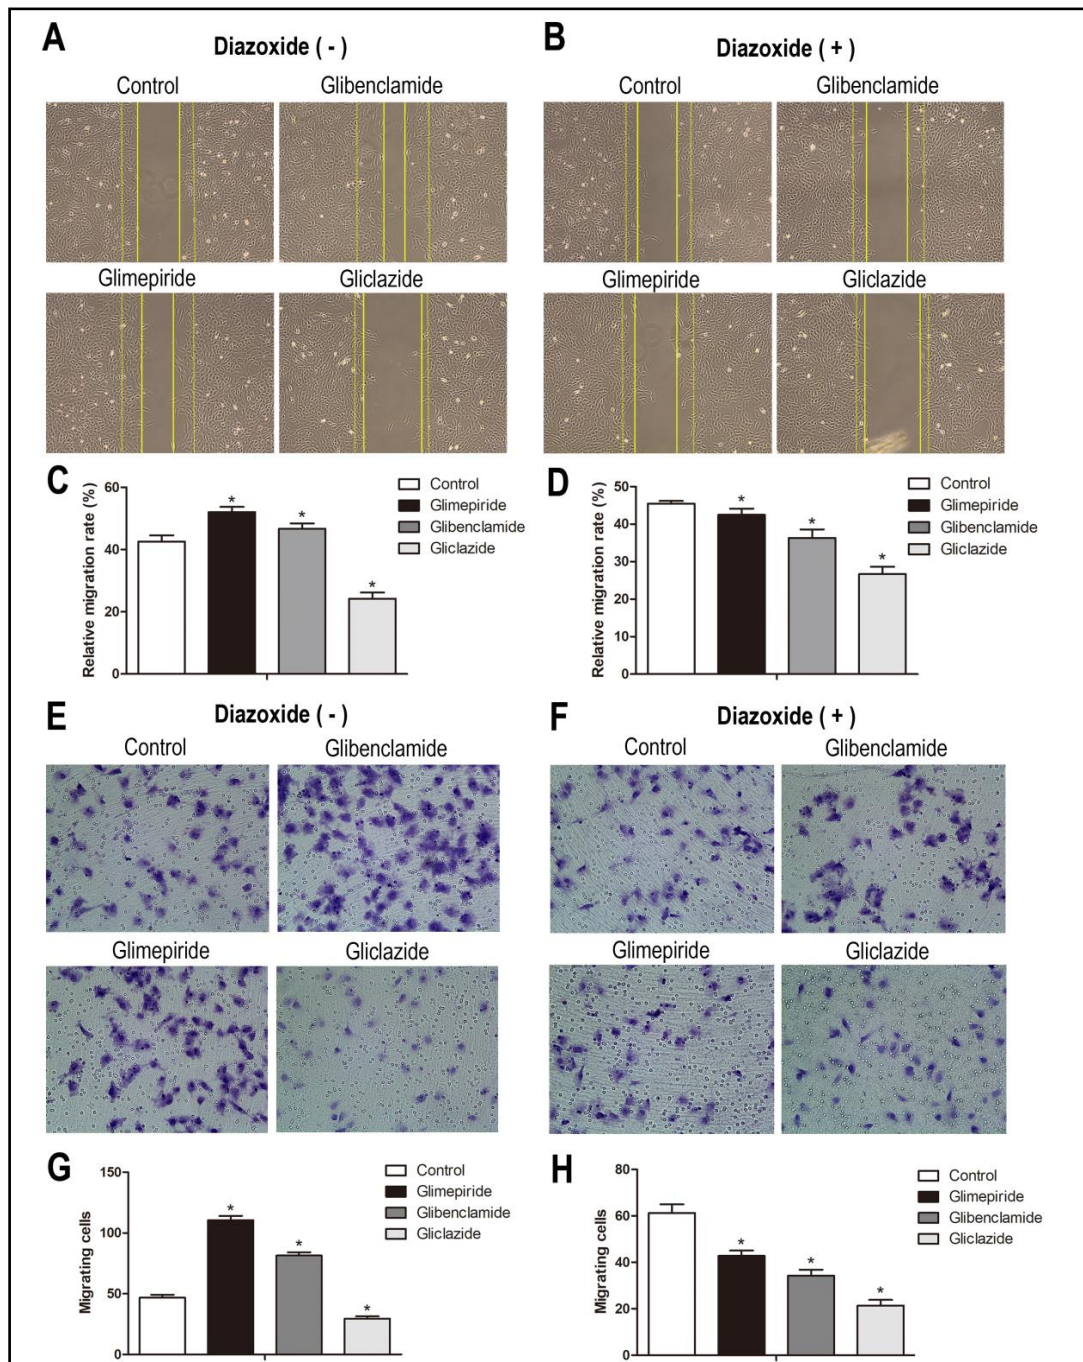 A
Diazoxide ( - )
Control
Glibenclamide
Glimepiride
Gliclazide
B
Diazoxide ( + )
Control
Glibenclamide
Glimepiride
Gliclazide
C
Relative migration rate (%)
60
40
20
0
*
*
*
Control
Glimepiride
Glibenclamide
Gliclazide
D
Relative migration rate (%)
50
40
30
20
10
0
*
*
*
Control
Glimepiride
Glibenclamide
Gliclazide
E
Diazoxide ( - )
Control
Glibenclamide
Glimepiride
Gliclazide
F
Diazoxide ( + )
Control
Glibenclamide
Glimepiride
Gliclazide
G
Migrating cells
150
100
50
0
*
*
*
Control
Glimepiride
Glibenclamide
Gliclazide
H
Migrating cells
80
60
40
20
0
*
*
*
Control
Glimepiride
Glibenclamide
Gliclazide